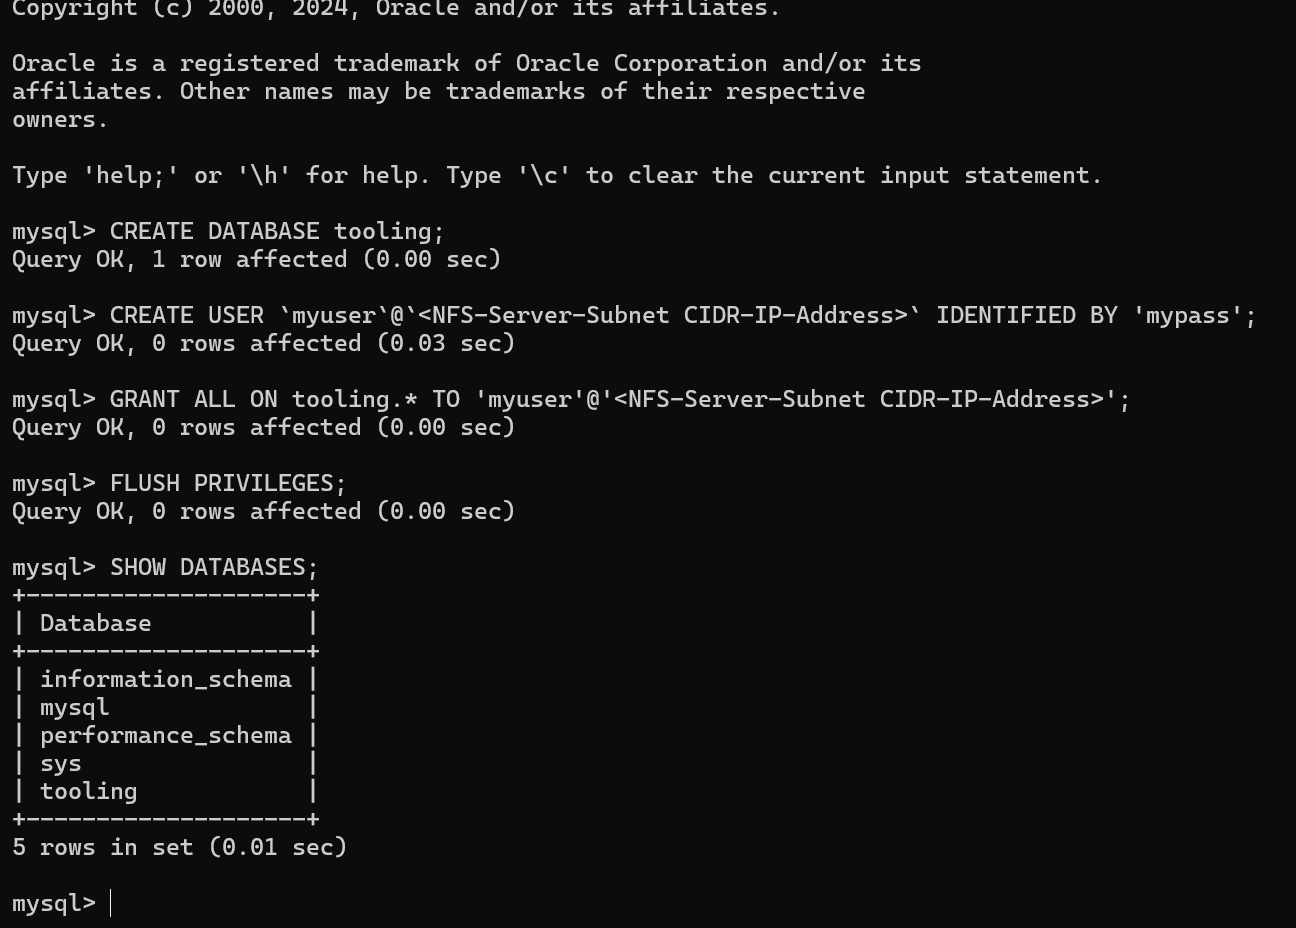 Copyright (c) 2000, 2024, Oracle and/or its affiliates.
Oracle is a registered trademark of Oracle Corporation and/or its
affiliates. Other names may be trademarks of their respective
owners.
Type 'help;' or '\h' for help. Type '\c' to clear the current input statement.
mysql> CREATE DATABASE tooling;
Query OK, 1 row affected (0.00 sec)
mysql> CREATE USER `myuser`@`<NFS-Server-Subnet CIDR-IP-Address>` IDENTIFIED BY 'mypass';
Query OK, 0 rows affected (0.03 sec)
mysql> GRANT ALL ON tooling.* TO 'myuser'@'<NFS-Server-Subnet CIDR-IP-Address>';
Query OK, 0 rows affected (0.00 sec)
mysql> FLUSH PRIVILEGES;
Query OK, 0 rows affected (0.00 sec)
mysql> SHOW DATABASES;
+--------------------+
| Database           |
+--------------------+
| information_schema |
| mysql              |
| performance_schema |
| sys                |
| tooling            |
+--------------------+
5 rows in set (0.01 sec)
mysql>